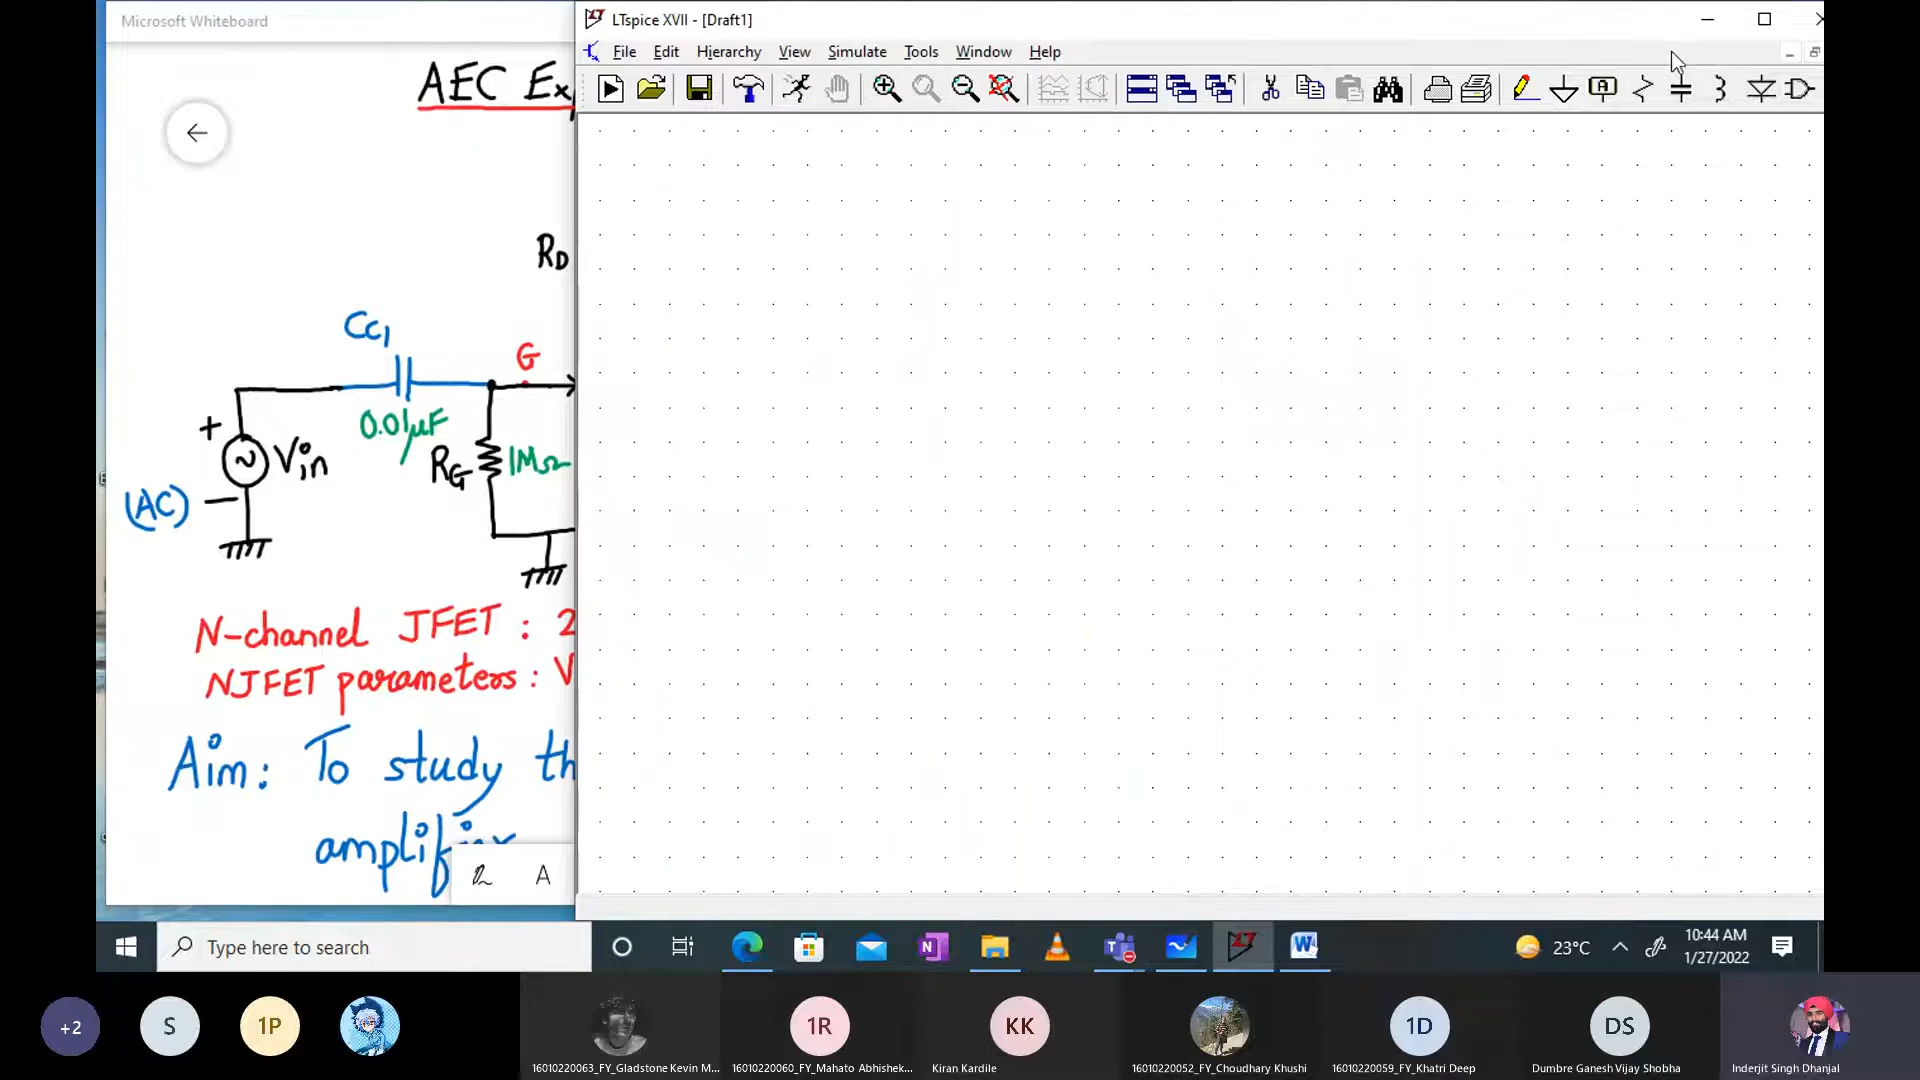 Microsoft Whiteboard
LTspice XVII - [Draft1]
File Edit Hierarchy View Simulate Tools Window Help
AEC Ex
RD
Cc1
G
0.01µF
+
Vin
RG
1MΩ
(AC)
N-channel JFET : 2
NJFET parameters : V
Aim: To study th
A
Type here to search
23°C
10:44 AM
1/27/2022
+2
S
1P
1R
KK
1D
DS
16010220063_FY_Gladstone Kevin M...
16010220060_FY_Mahato Abhishek...
Kiran Kardile
16010220052_FY_Choudhary Khushi
16010220059_FY_Khatri Deep
Dumbre Ganesh Vijay Shobha
Inderjit Singh Dhanjal